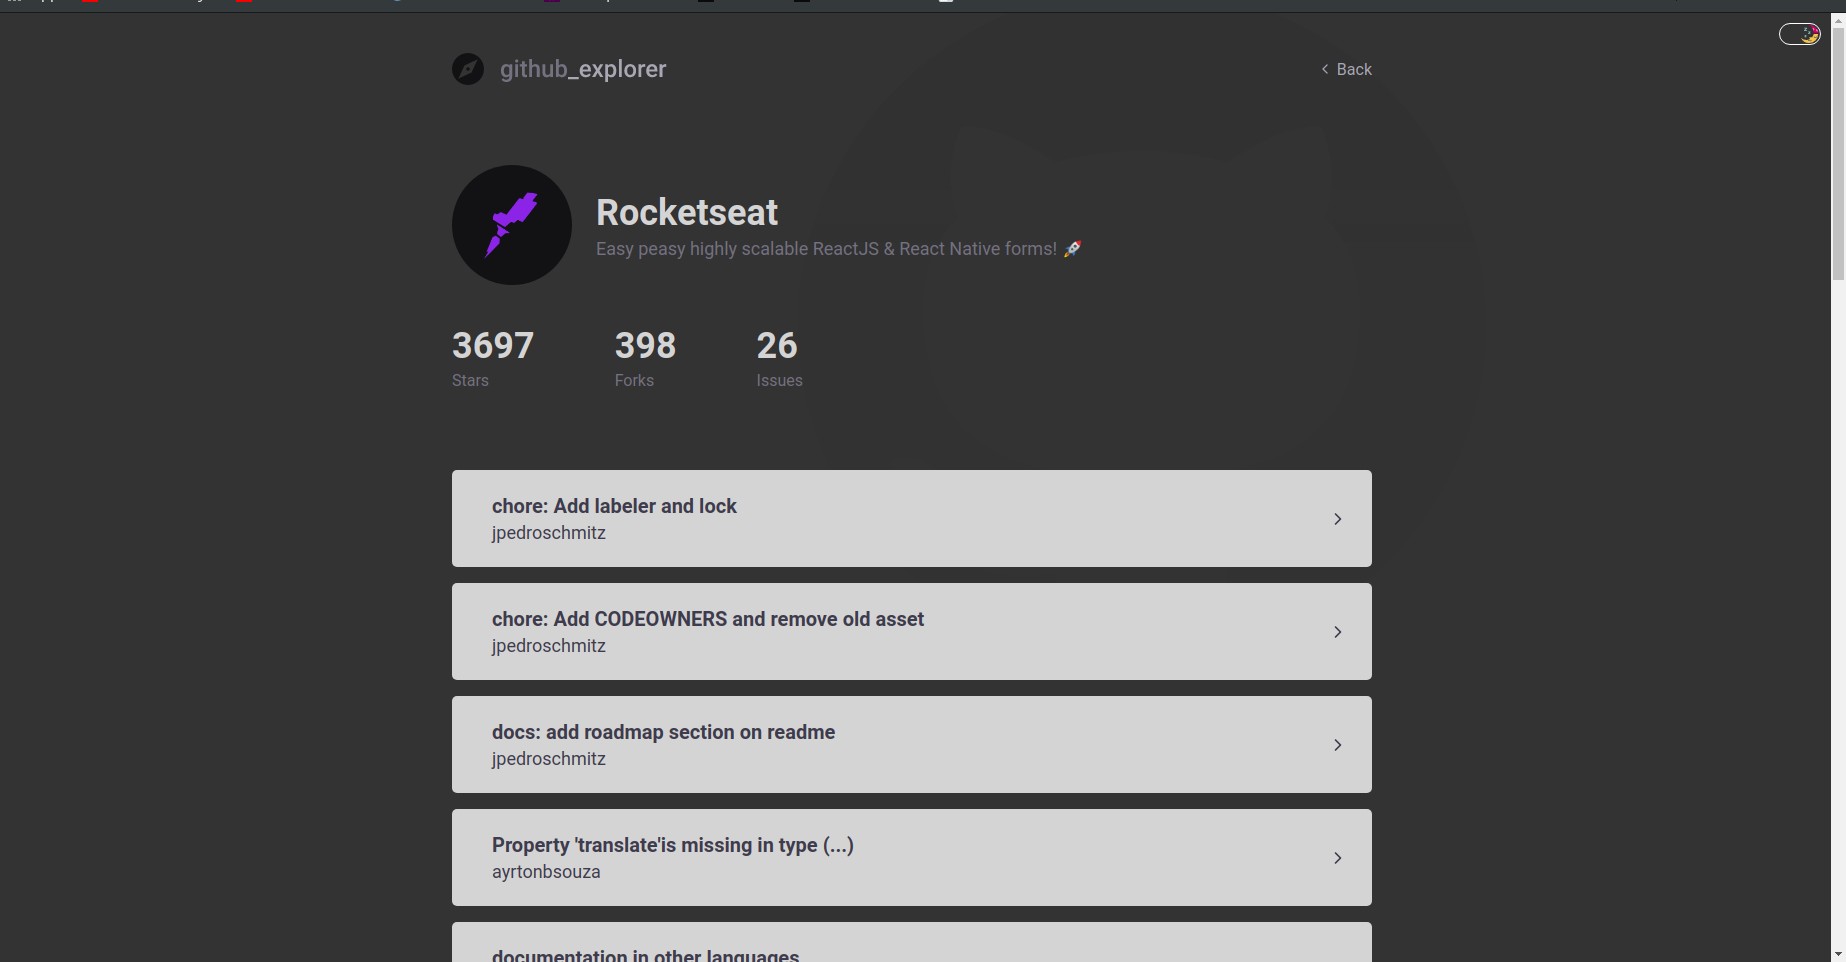 github_explorer
Back
Rocketseat
Easy peasy highly scalable ReactJS & React Native forms! 🚀
3697 398 26
Stars Forks Issues
chore: Add labeler and lock
jpedroschmitz
chore: Add CODEOWNERS and remove old asset
jpedroschmitz
docs: add roadmap section on readme
jpedroschmitz
Property 'translate'is missing in type (...)
ayrtonbsouza
documentation in other languages